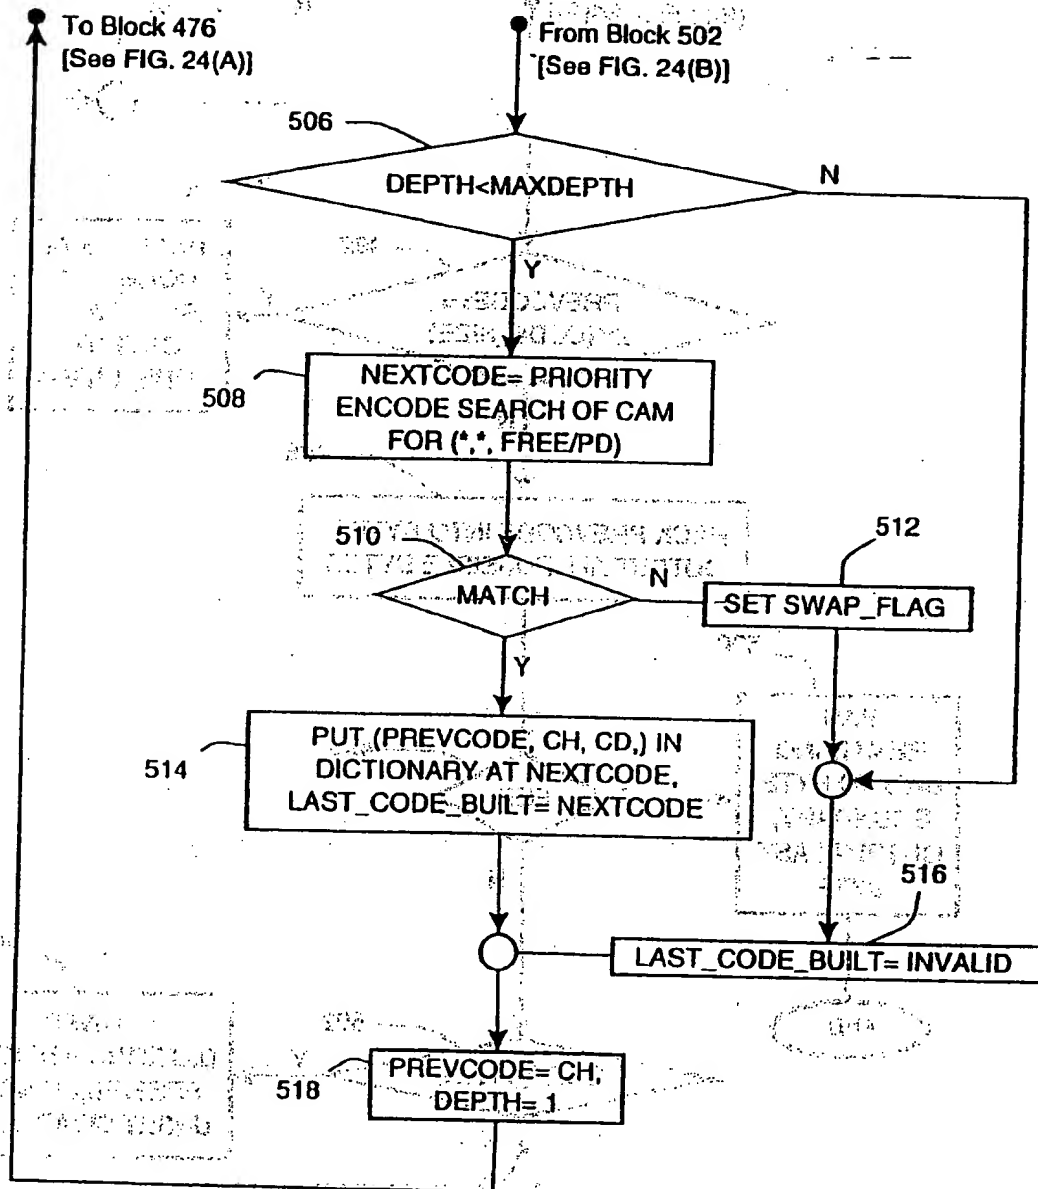 To Block 476
[See FIG. 24(A)]
From Block 502
[See FIG. 24(B)]
506
DEPTH<MAXDEPTH
N
Y
508
NEXTCODE= PRIORITY
ENCODE SEARCH OF CAM
FOR (*,*, FREE/PD)
510
MATCH
N
512
SET SWAP_FLAG
Y
514
PUT (PREVCODE, CH, CD,) IN
DICTIONARY AT NEXTCODE,
LAST_CODE_BUILT= NEXTCODE
516
LAST_CODE_BUILT= INVALID
518
PREVCODE= CH,
DEPTH= 1